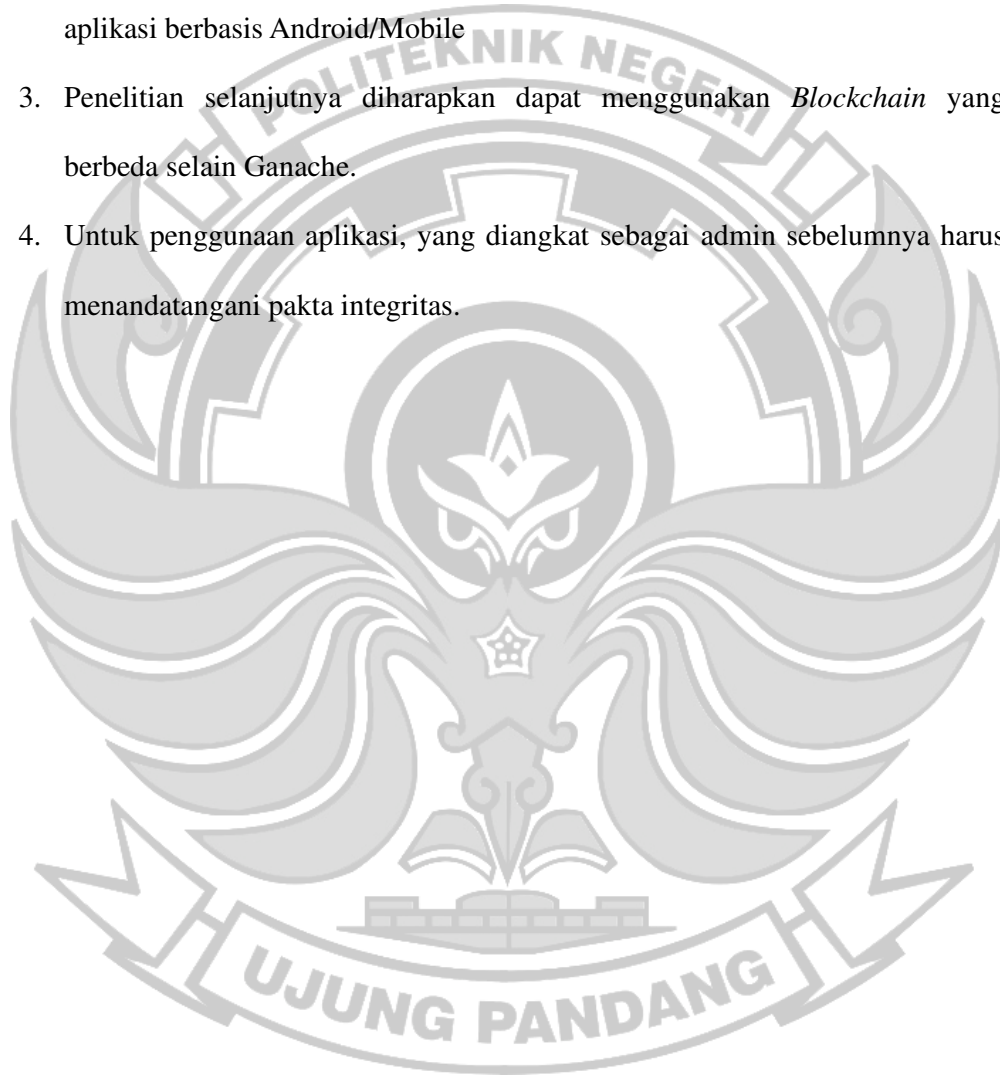 aplikasi berbasis Android/Mobile
3. Penelitian selanjutnya diharapkan dapat menggunakan Blockchain yang
berbeda selain Ganache.
4. Untuk penggunaan aplikasi, yang diangkat sebagai admin sebelumnya harus
menandatangani pakta integritas.
POLITEKNIK NEGERI
UJUNG PANDANG